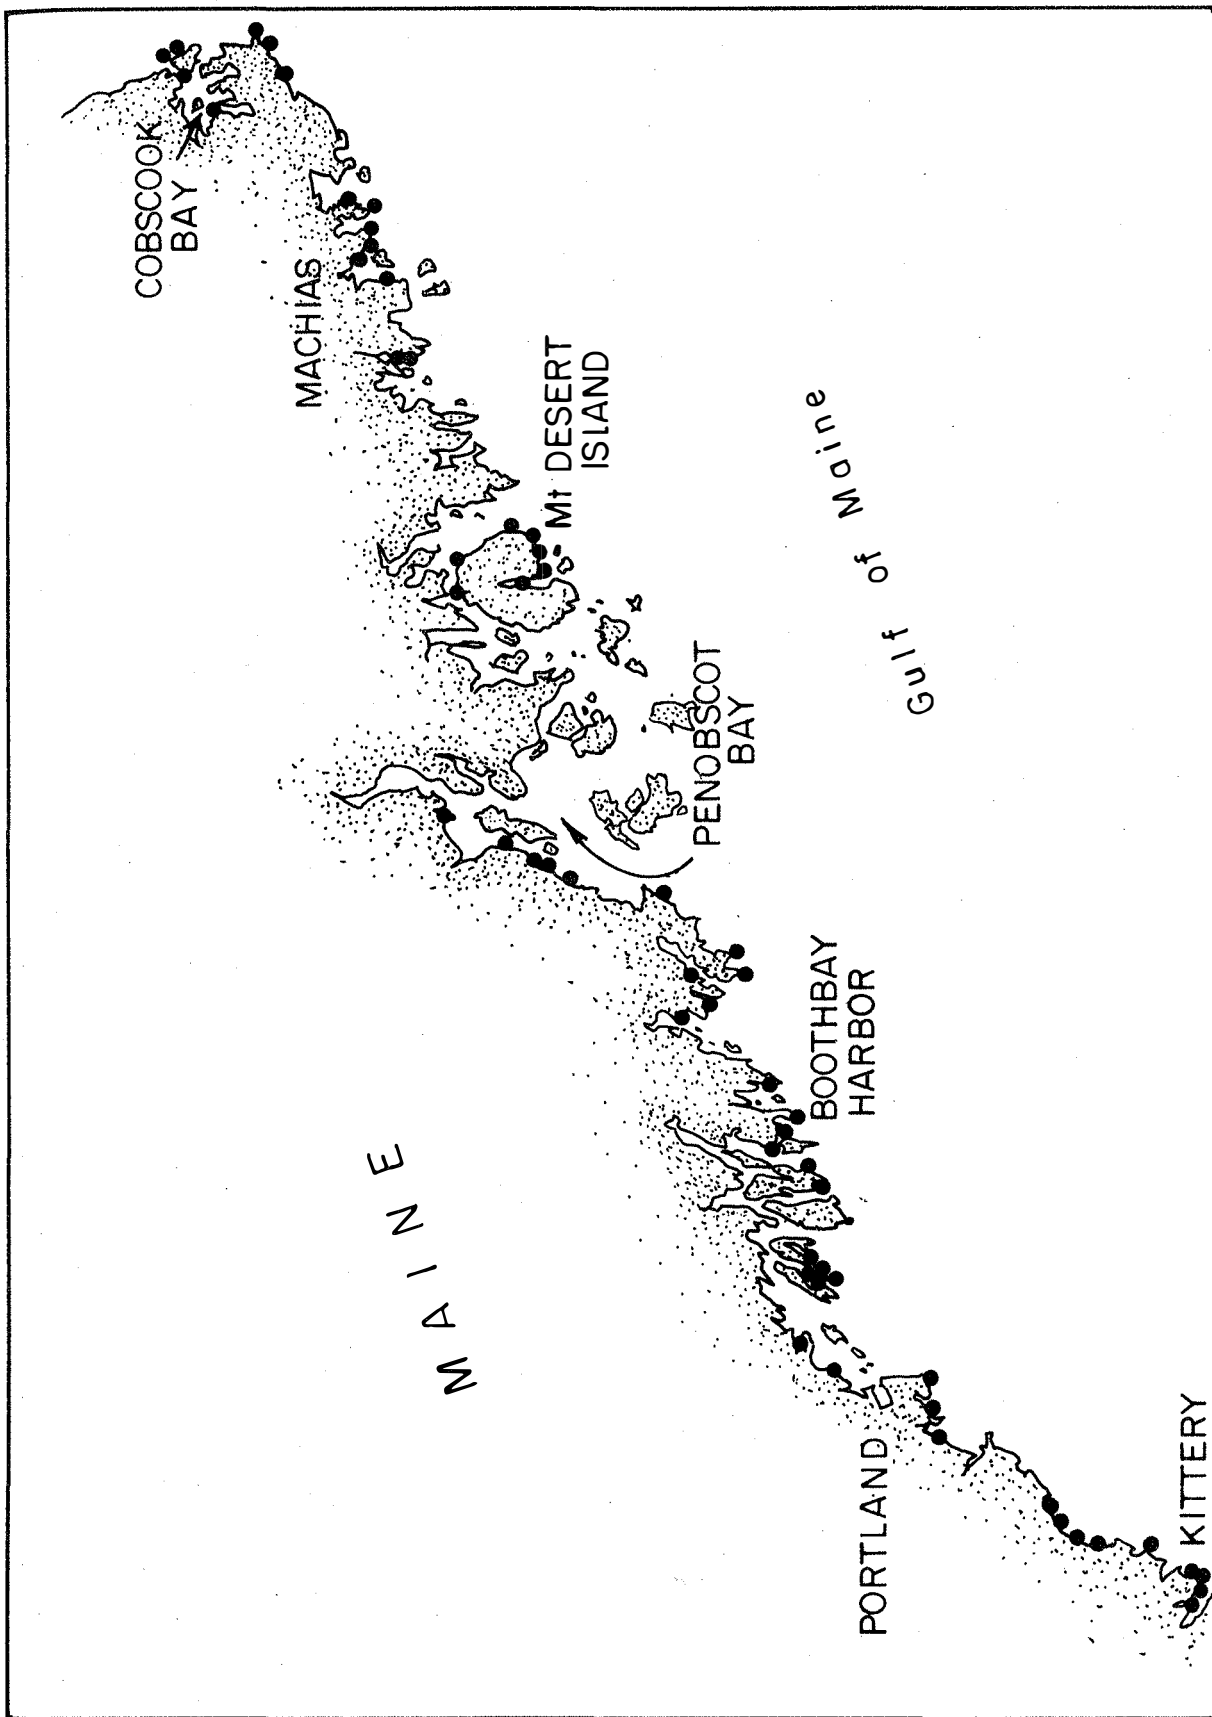 COBSCOOK
BAY
MACHIAS
Mt DESERT
ISLAND
PENOBSCOT
BAY
Gulf of Maine
BOOTHBAY
HARBOR
MAINE
PORTLAND
KITTERY